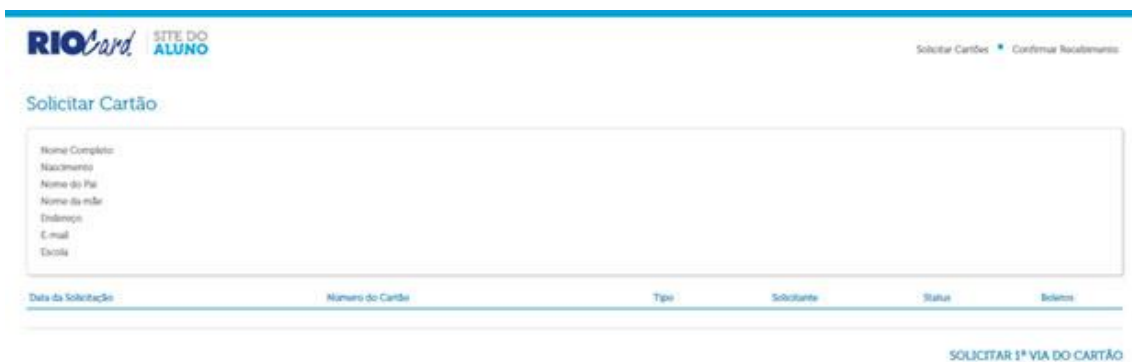 RIOCard SITE DO ALUNO
Solicitar Cartões • Confirmar Recebimento
Solicitar Cartão
Nome Completo
Nascimento
Nome do Pai
Nome da mãe
Endereço
E-mail
Escola
Data da Solicitação Número do Cartão Tipo Solicitante Status Boletos
SOLICITAR 1ª VIA DO CARTÃO